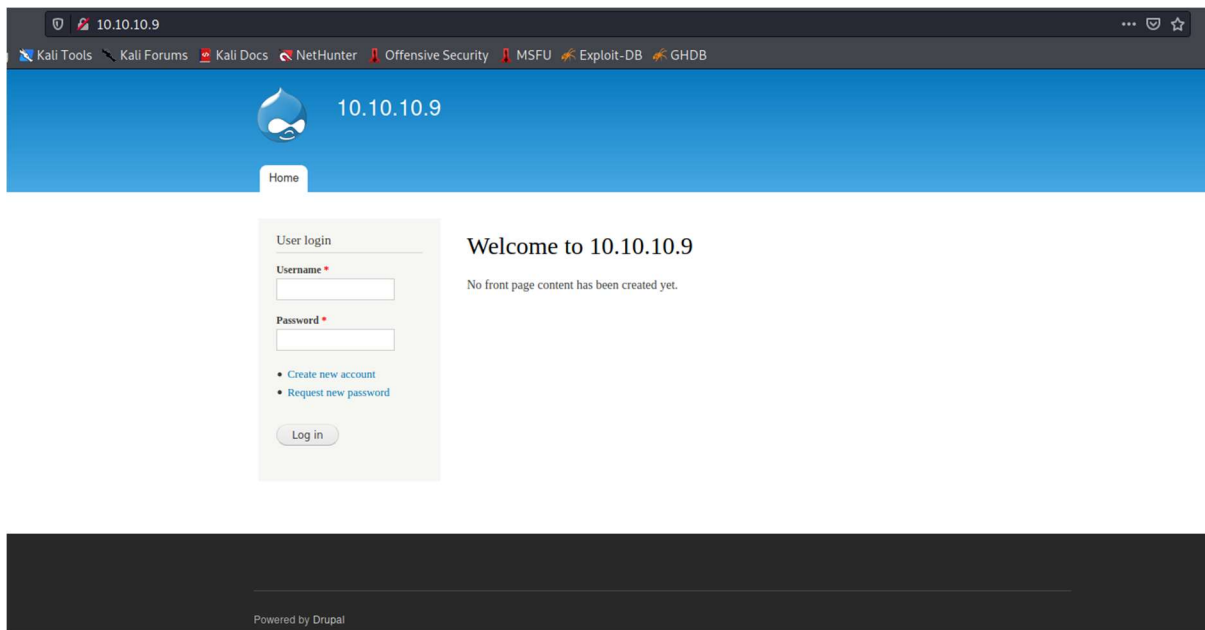 10.10.10.9
Kali Tools Kali Forums Kali Docs NetHunter Offensive Security MSFU Exploit-DB GHDB
10.10.10.9
Home
User login
Username *
Password *
Create new account
Request new password
Log in
Welcome to 10.10.10.9
No front page content has been created yet.
Powered by Drupal